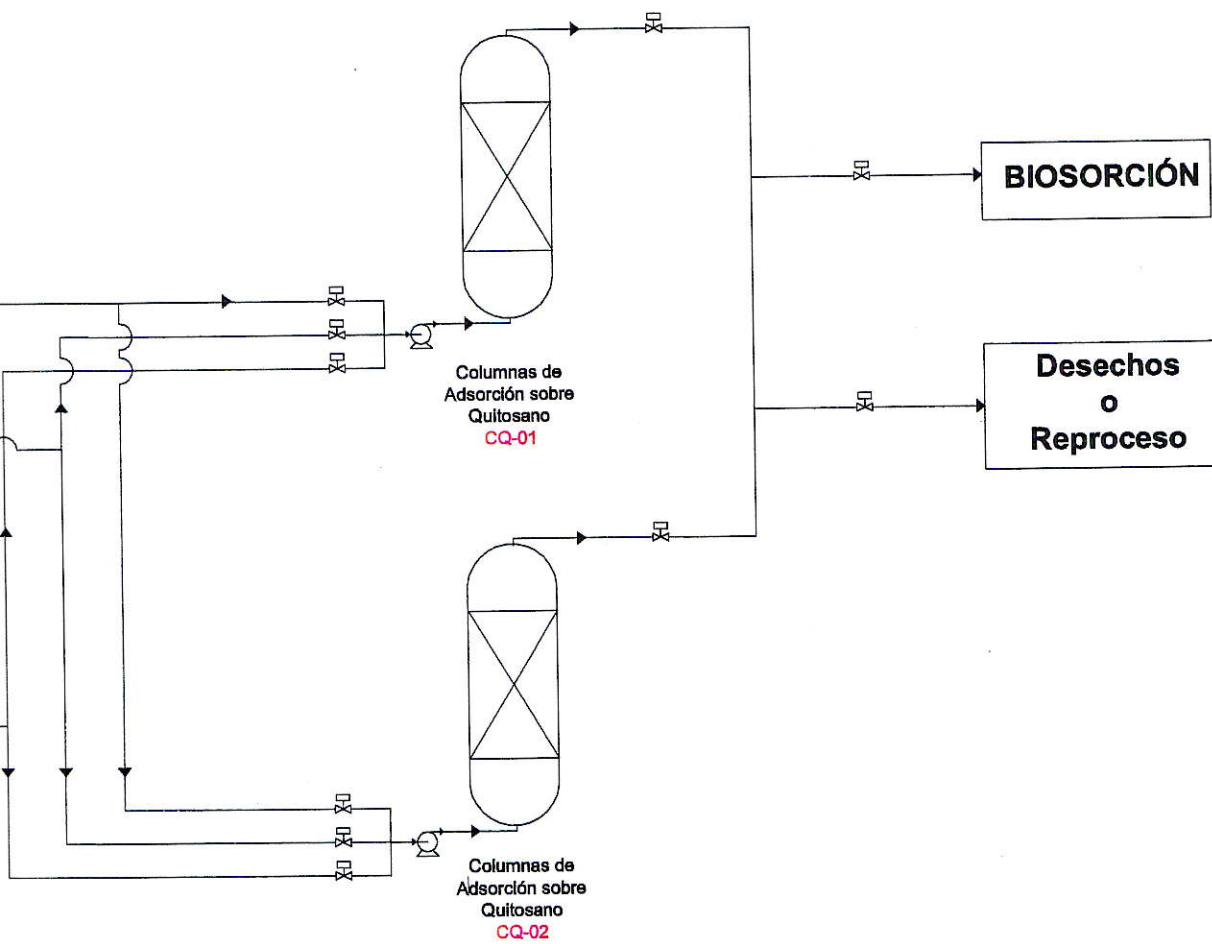 BIOSORCIÓN
Columnas de
Adsorción sobre
Quitosano
CQ-01
Desechos
o
Reproceso
Columnas de
Adsorción sobre
Quitosano
CQ-02